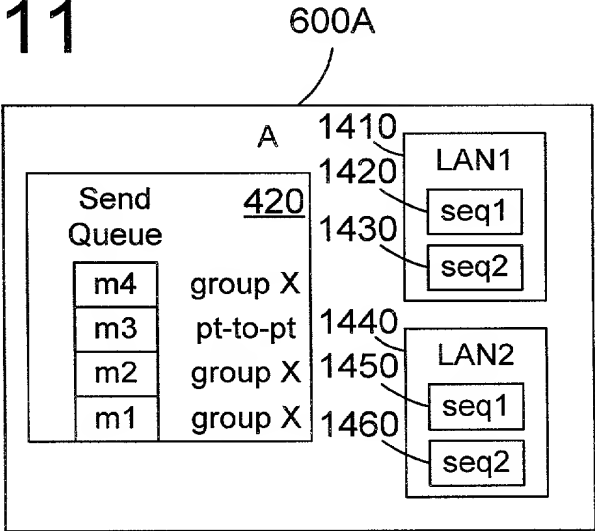 11
600A
A
1410
LAN1
1420
seq1
1430
seq2
Send
Queue
420
m4 group X
m3 pt-to-pt
m2 group X
m1 group X
1440
LAN2
1450
seq1
1460
seq2